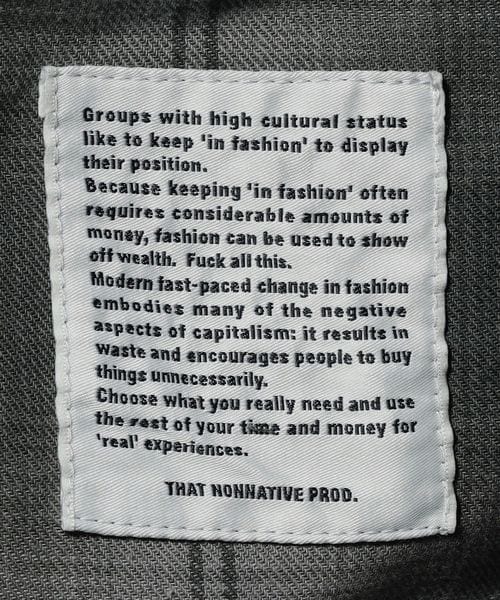 Groups with high cultural status
like to keep 'in fashion' to display
their position.
Because keeping 'in fashion' often
requires considerable amounts of
money, fashion can be used to show
off wealth. Fuck all this.
Modern fast-paced change in fashion
embodies many of the negative
aspects of capitalism: it results in
waste and encourages people to buy
things unnecessarily.
Choose what you really need and use
the rest of your time and money for
'real' experiences.
THAT NONNATIVE PROD.